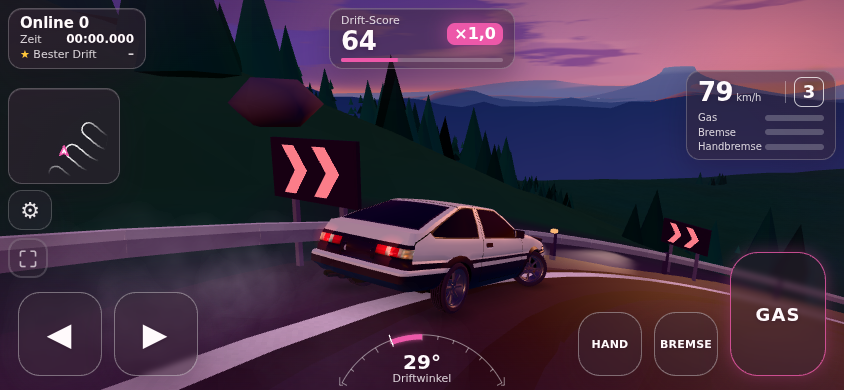 Online 0
Zeit 00:00.000
★ Bester Drift –
Drift-Score
64
×1,0
79 km/h 3
Gas
Bremse
Handbremse
◀ ▶
HAND
BREMSE
GAS
29°
Driftwinkel